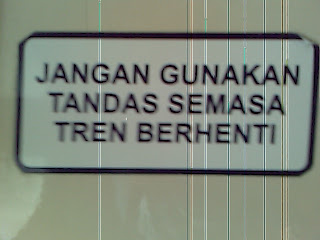 JANGAN GUNAKAN
TANDAS SEMASA
TREN BERHENTI